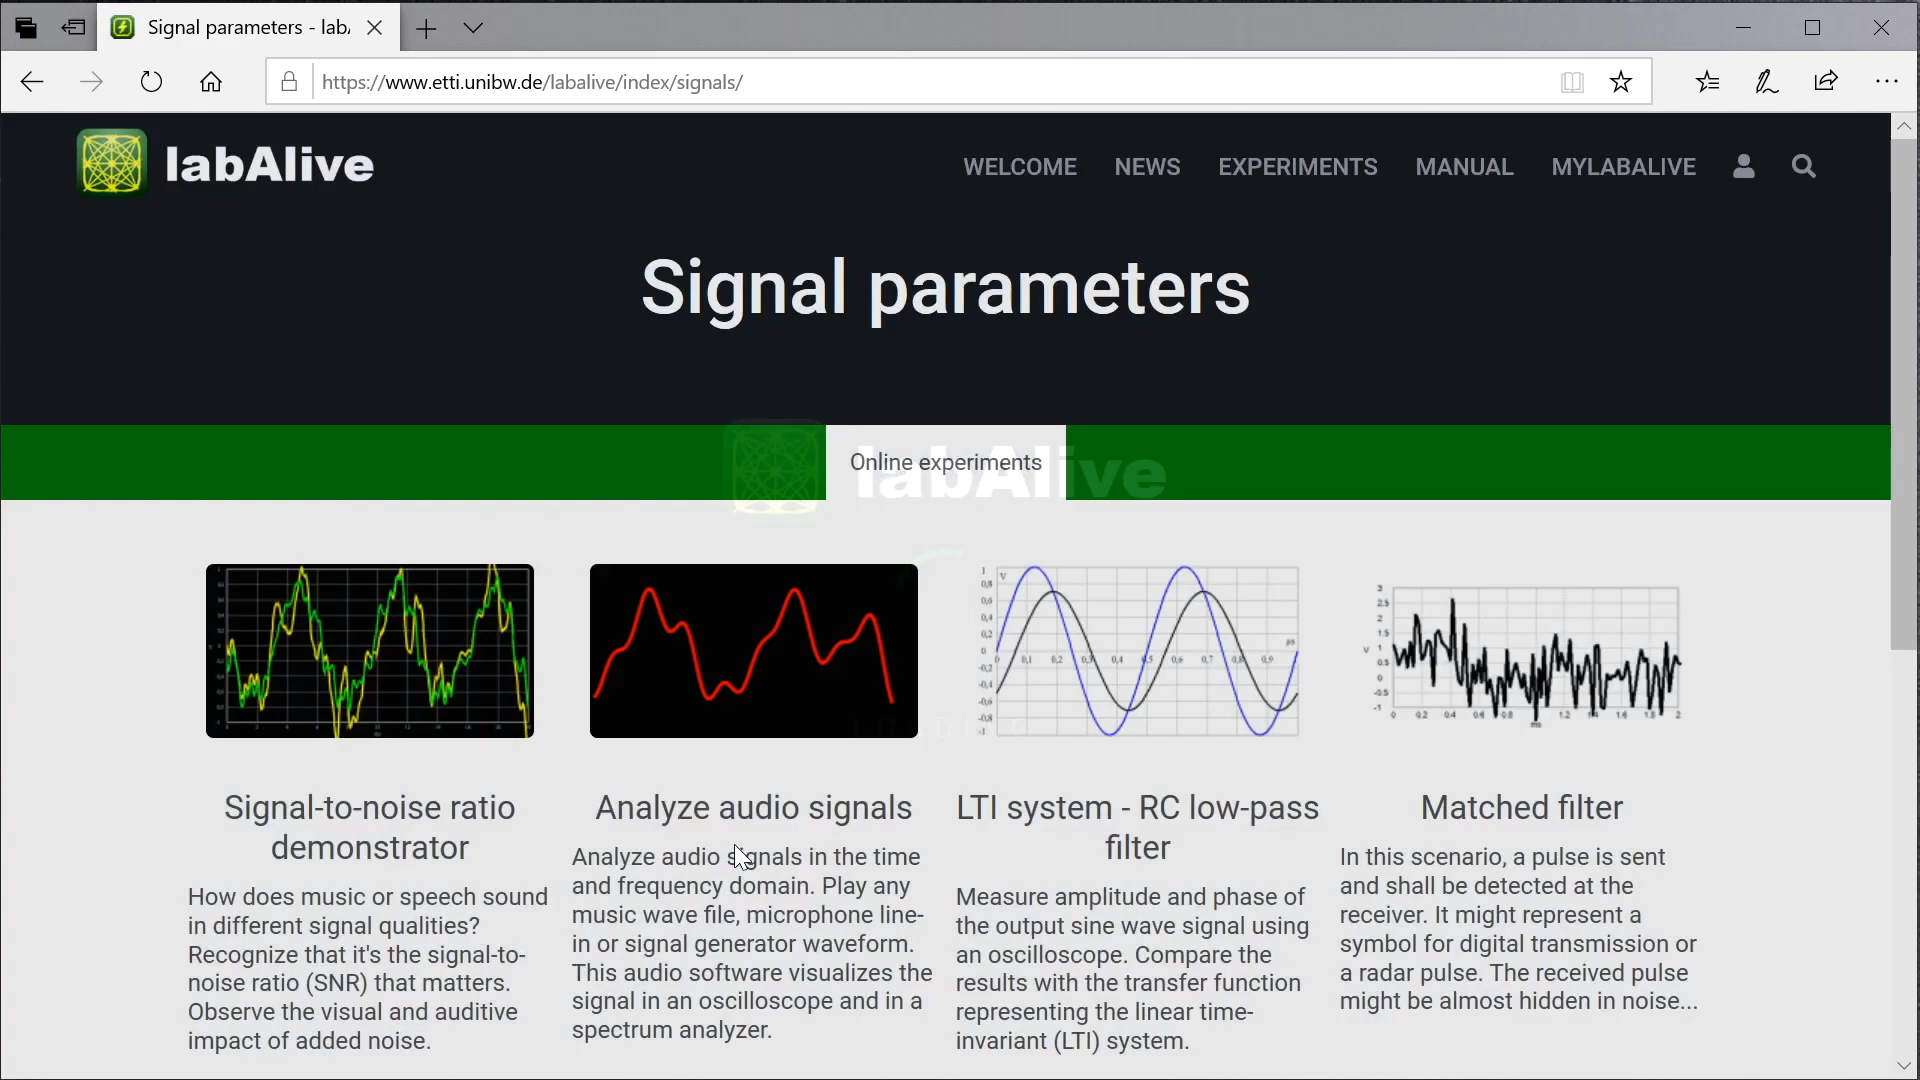 Signal parameters - lab
https://www.etti.unibw.de/labalive/index/signals/
labAlive
WELCOME NEWS EXPERIMENTS MANUAL MYLABALIVE
Signal parameters
Online experiments
labAlive
Signal-to-noise ratio
demonstrator
How does music or speech sound
in different signal qualities?
Recognize that it's the signal-to-
noise ratio (SNR) that matters.
Observe the visual and auditive
impact of added noise.
Analyze audio signals
Analyze audio signals in the time
and frequency domain. Play any
music wave file, microphone line-
in or signal generator waveform.
This audio software visualizes the
signal in an oscilloscope and in a
spectrum analyzer.
LTI system - RC low-pass
filter
Measure amplitude and phase of
the output sine wave signal using
an oscilloscope. Compare the
results with the transfer function
representing the linear time-
invariant (LTI) system.
Matched filter
In this scenario, a pulse is sent
and shall be detected at the
receiver. It might represent a
symbol for digital transmission or
a radar pulse. The received pulse
might be almost hidden in noise...